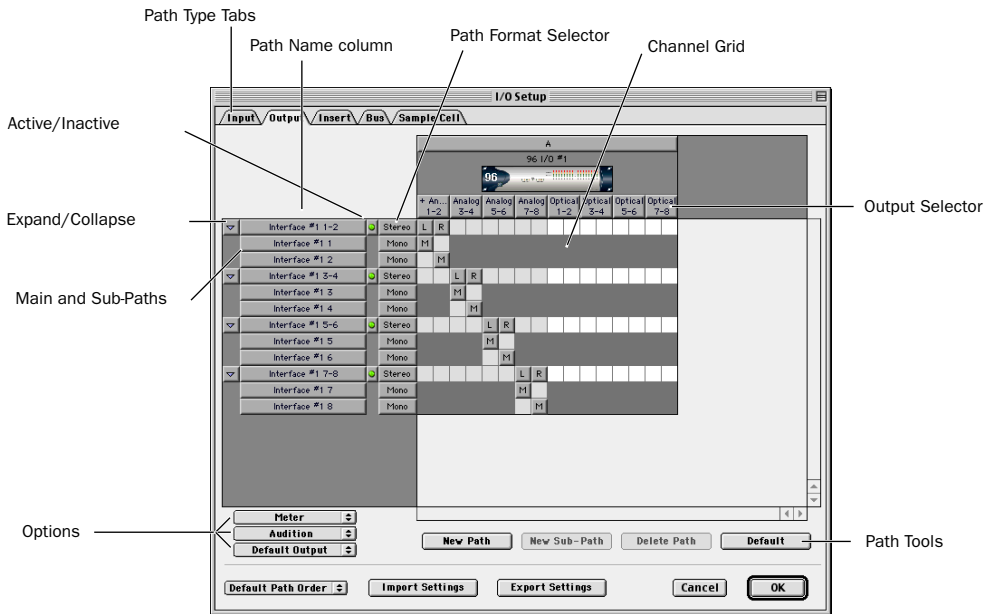 Path Type Tabs
Path Name column
Path Format Selector
Channel Grid
Active/Inactive
Expand/Collapse
Main and Sub-Paths
Options
Output Selector
Path Tools
I/O Setup
Input Output Insert Bus Sample Cell
A
96 I/O #1
96
+ An... Analog Analog Analog Optical Optical Optical Optical
1-2 3-4 5-6 7-8 1-2 3-4 5-6 7-8
Interface #1 1-2 Stereo L R
Interface #1 1 Mono M
Interface #1 2 Mono M
Interface #1 3-4 Stereo L R
Interface #1 3 Mono M
Interface #1 4 Mono M
Interface #1 5-6 Stereo L R
Interface #1 5 Mono M
Interface #1 6 Mono M
Interface #1 7-8 Stereo L R
Interface #1 7 Mono M
Interface #1 8 Mono M
Meter
Audition
Default Output
New Path New Sub-Path Delete Path Default
Default Path Order Import Settings Export Settings Cancel OK